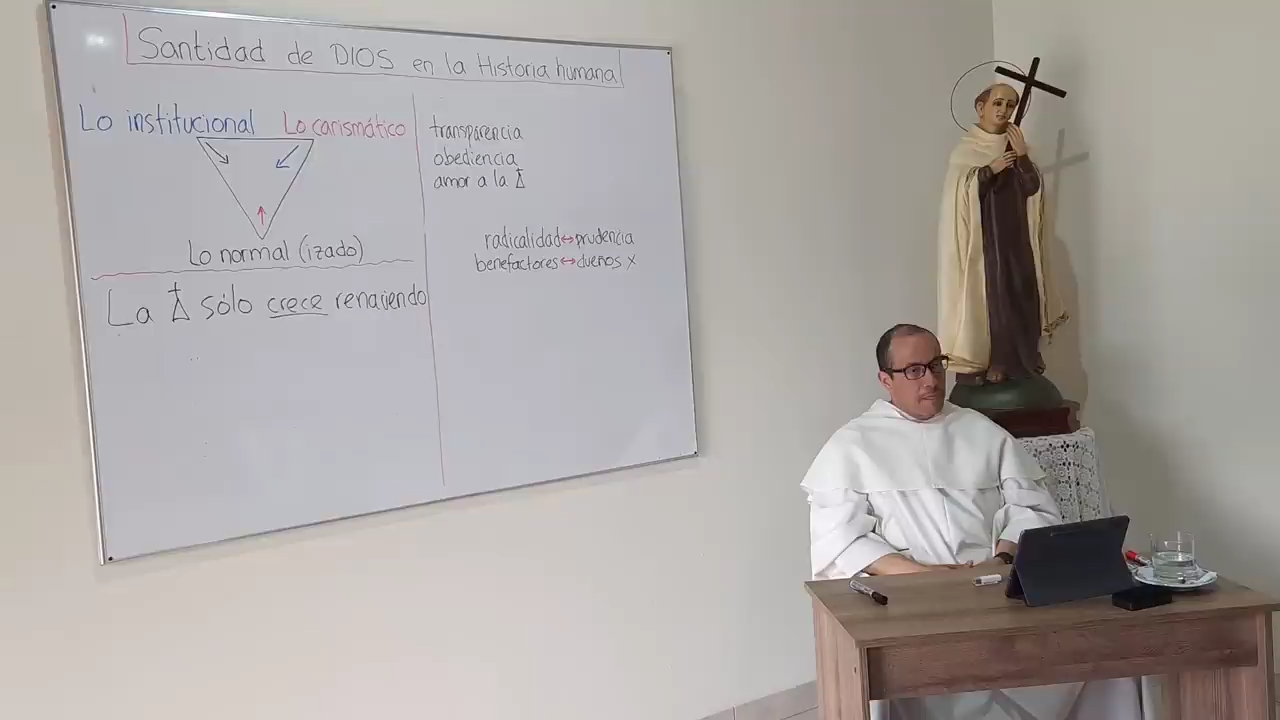 Santidad de DIOS en la Historia humana
Lo institucional
Lo carismático
Lo normal (izado)
La sólo crece renaciendo
transparencia
obediencia
amor a la
radicalidad ↔ prudencia
benefactores ↔ dueños x